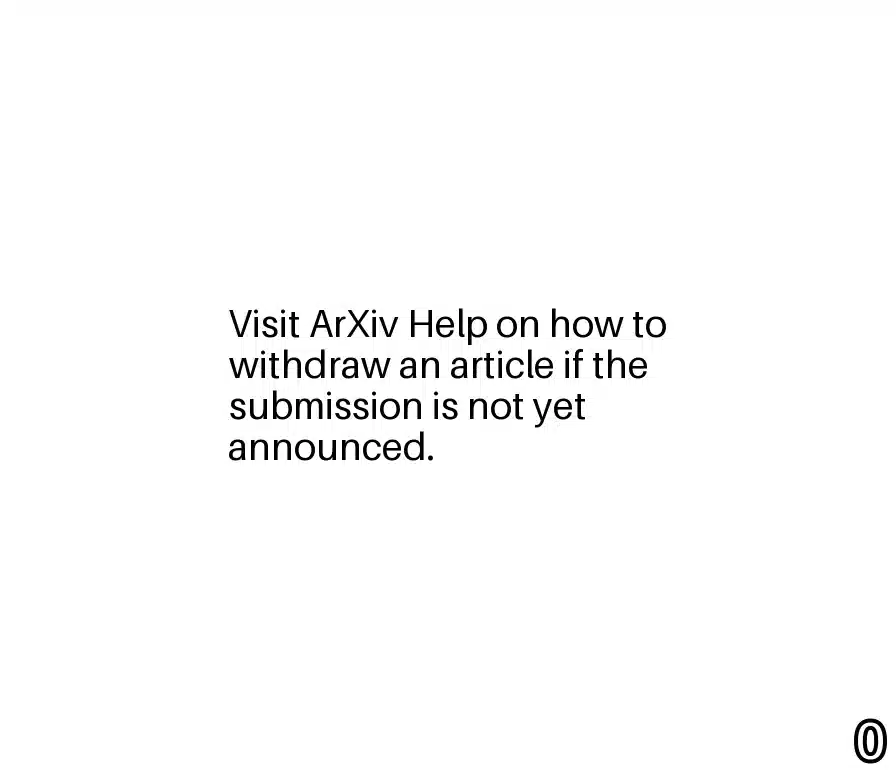 Visit ArXiv Help on how to
withdraw an article if the
submission is not yet
announced.
0